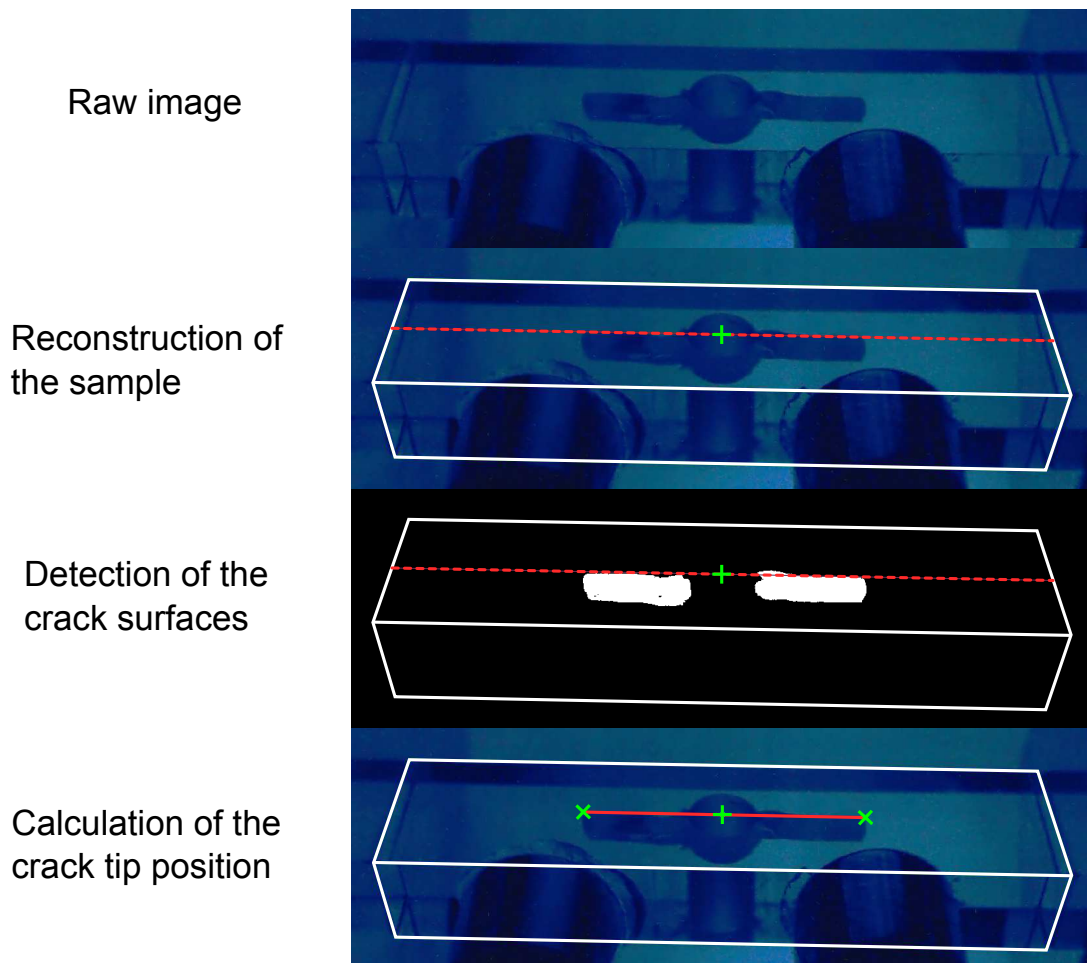 Raw image
Reconstruction of
the sample
Detection of the
crack surfaces
Calculation of the
crack tip position